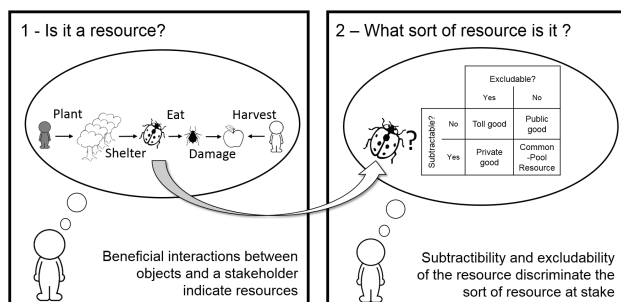 1 - Is it a resource?
Plant
Eat
Harvest
Shelter
Damage
Beneficial interactions between
objects and a stakeholder
indicate resources
2 – What sort of resource is it ?
Excludable?
Yes
No
Subtractable?
No
Toll good
Public
good
Yes
Private
good
Common
-Pool
Resource
?
Subtractibility and excludability
of the resource discriminate the
sort of resource at stake